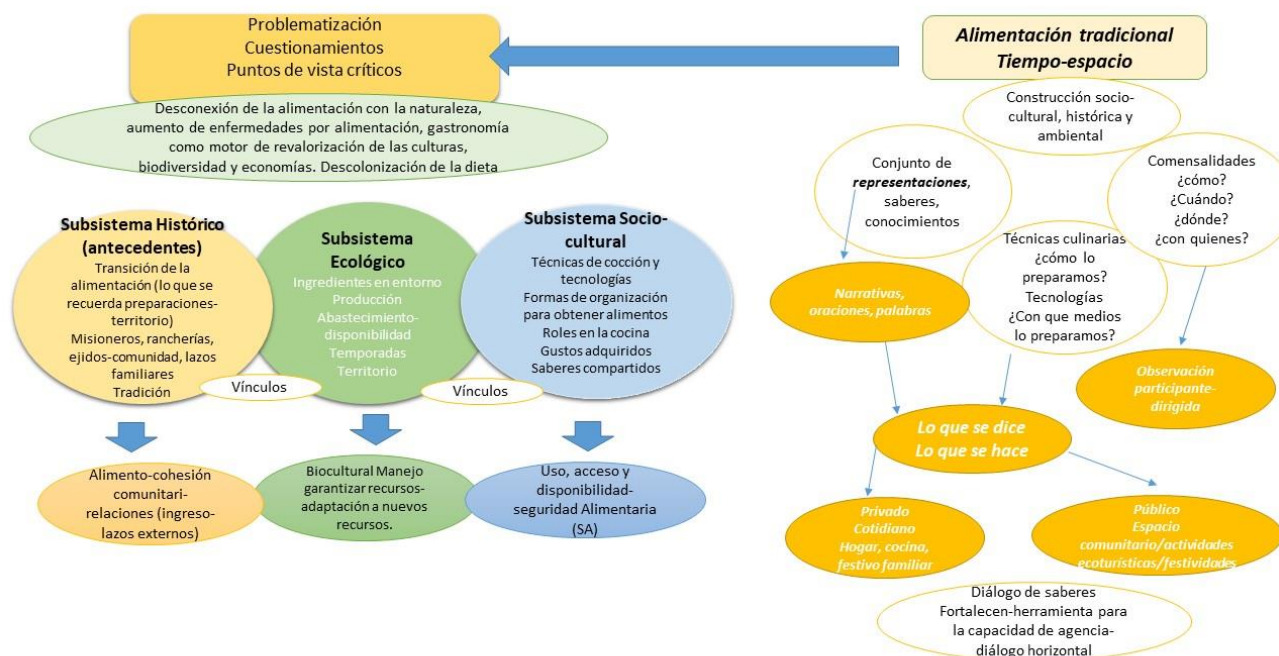 Problematización
Cuestionamientos
Puntos de vista críticos
Desconexión de la alimentación con la naturaleza,
aumento de enfermedades por alimentación, gastronomía
como motor de revalorización de las culturas,
biodiversidad y economías. Descolonización de la dieta
Subsistema Histórico
(antecedentes)
Transición de la
alimentación (lo que se
recuerda preparaciones-
territorio)
Misioneros, rancherías,
ejidos-comunidad, lazos
familiares
Tradición
Vínculos
Subsistema
Ecológico
Ingredientes en entorno
Producción
Abastecimiento-
disponibilidad
Temporadas
Territorio
Vínculos
Subsistema Socio-
cultural
Técnicas de cocción y
tecnologías
Formas de organización
para obtener alimentos
Roles en la cocina
Gustos adquiridos
Saberes compartidos
Alimento-cohesión
comunitari-
relaciones (ingreso-
lazos externos)
Biocultural Manejo
garantizar recursos-
adaptación a nuevos
recursos.
Uso, acceso y
disponibilidad-
seguridad Alimentaria
(SA)
Alimentación tradicional
Tiempo-espacio
Construcción socio-
cultural, histórica y
ambiental
Conjunto de
representaciones,
saberes,
conocimientos
Comensalidades
¿cómo?
¿Cuándo?
¿dónde?
¿con quienes?
Técnicas culinarias
¿cómo lo
preparamos?
Tecnologías
¿Con que medios
lo preparamos?
Narrativas,
oraciones, palabras
Observación
participante-
dirigida
Lo que se dice
Lo que se hace
Privado
Cotidiano
Hogar, cocina,
festivo familiar
Público
Espacio
comunitario/actividades
ecoturísticas/festividades
Diálogo de saberes
Fortalecen-herramienta para
la capacidad de agencia-
diálogo horizontal